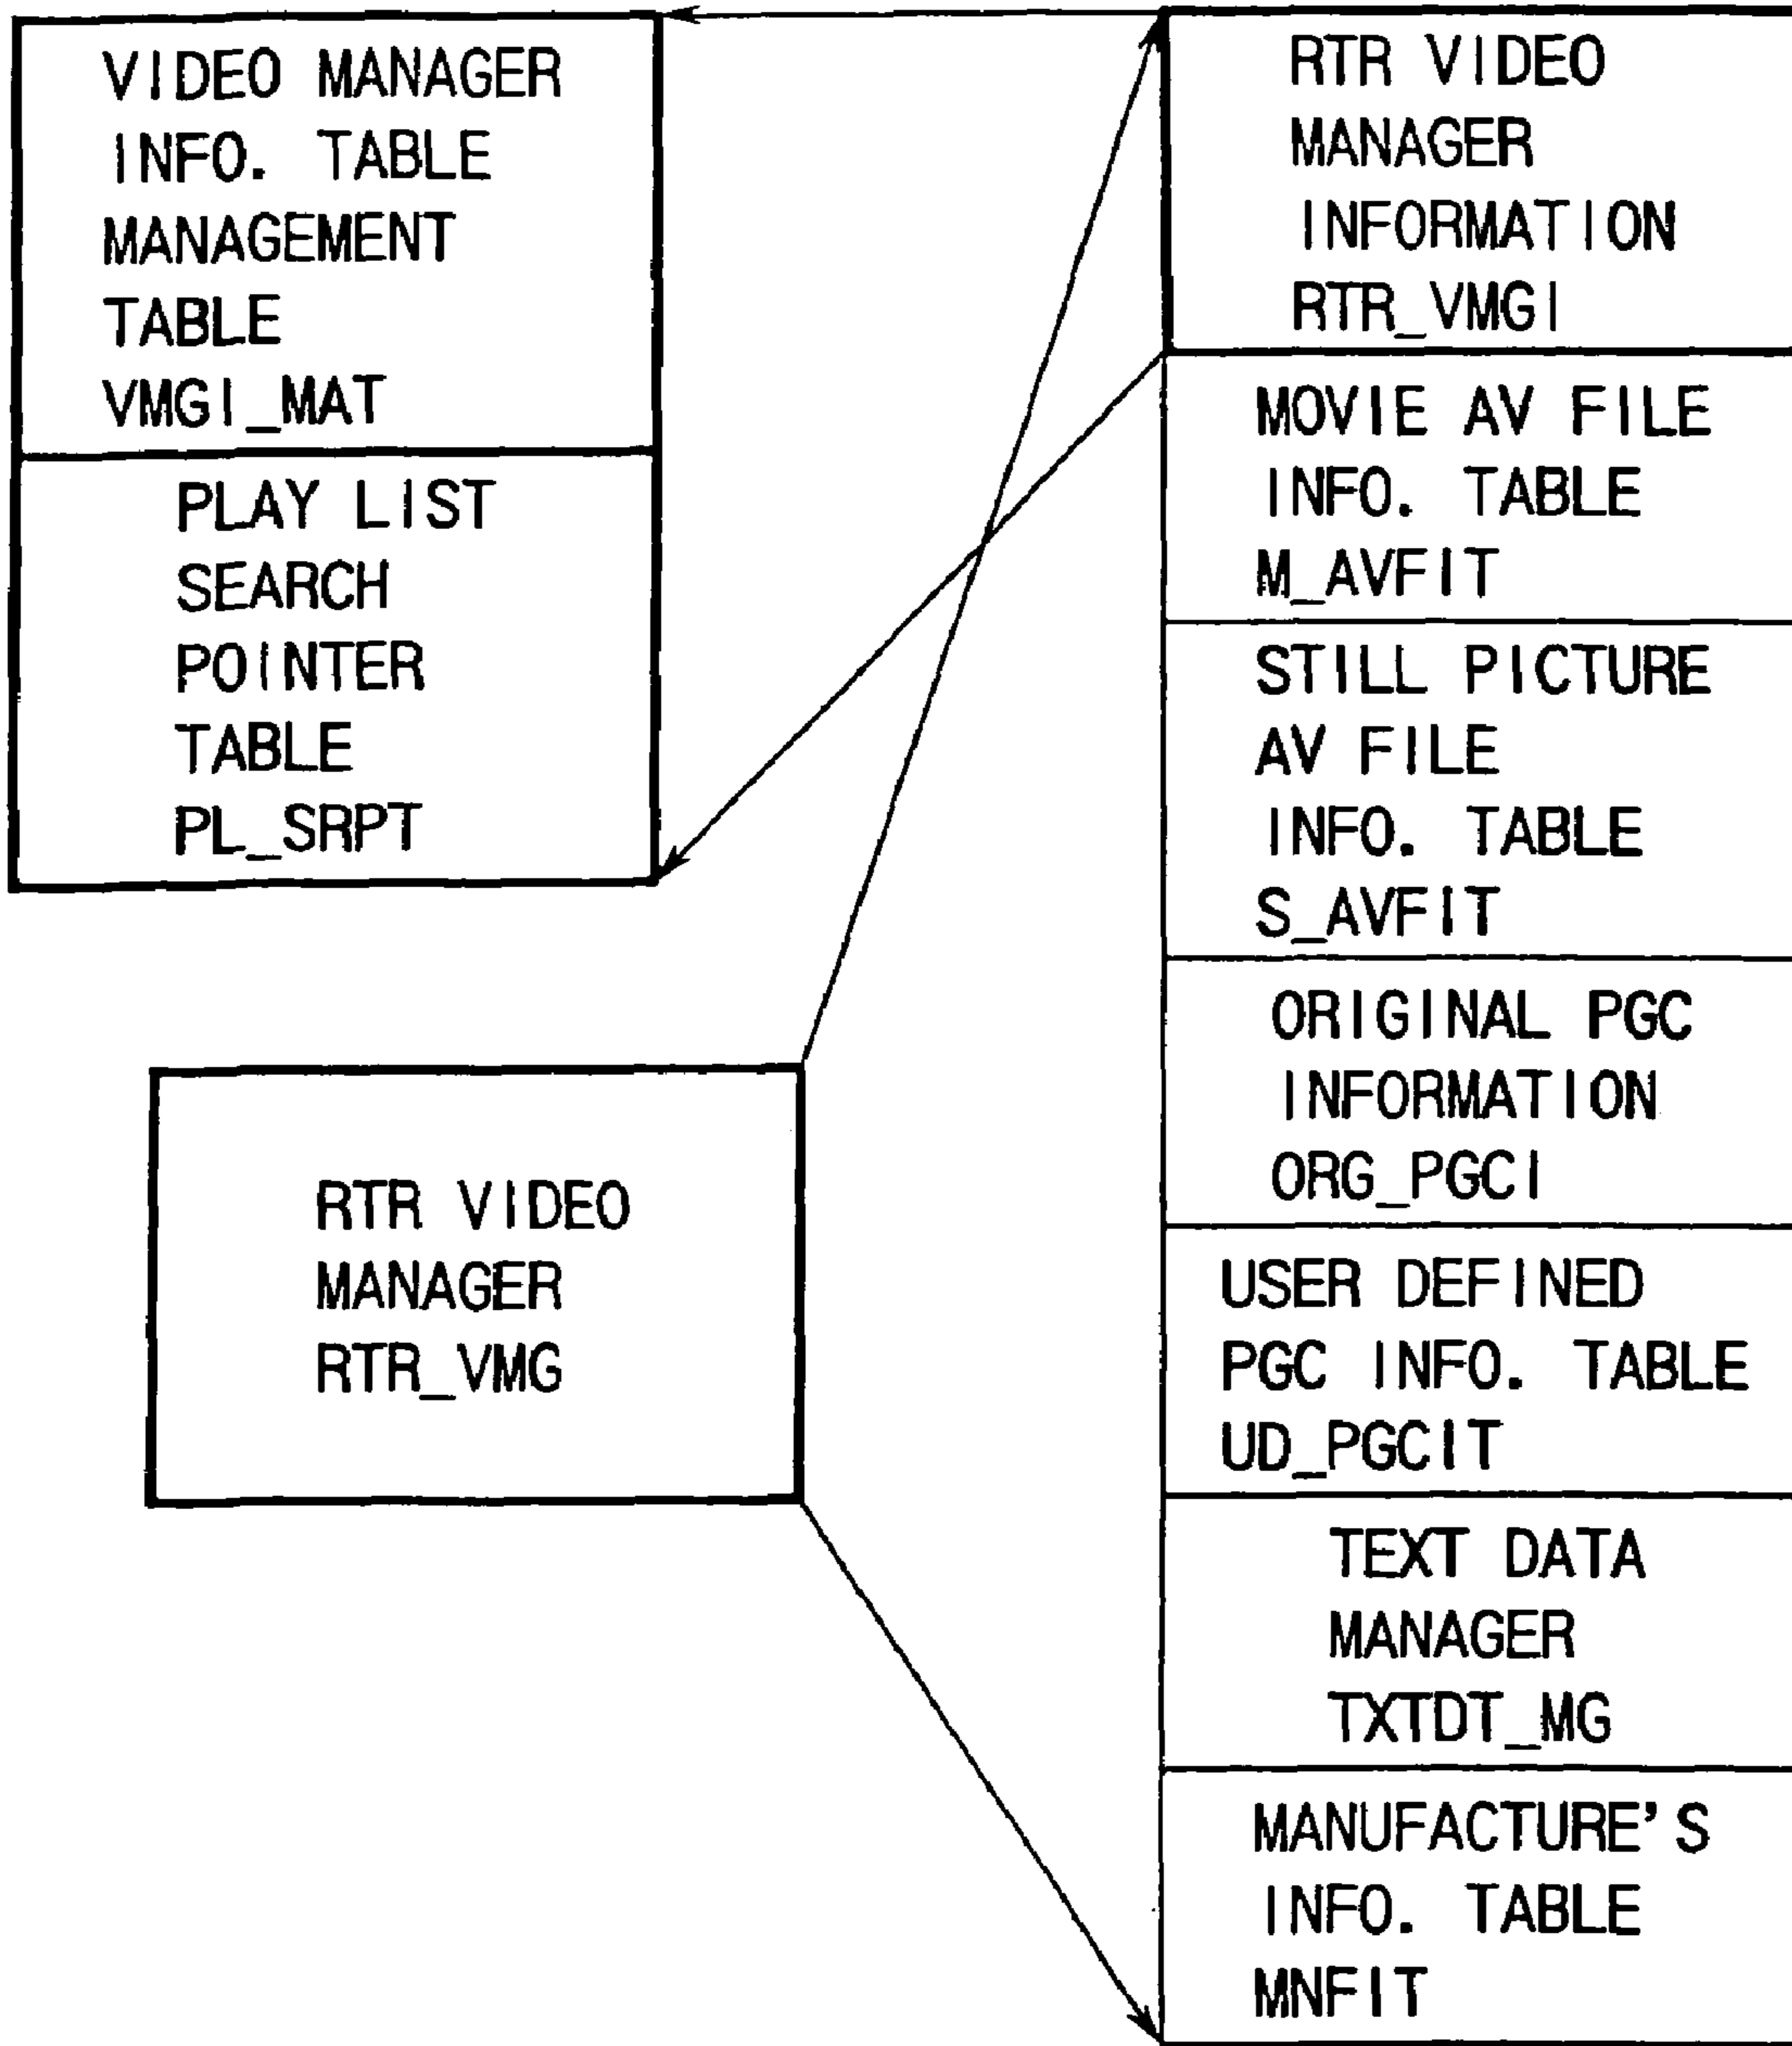 VIDEO MANAGER
INFO. TABLE
MANAGEMENT
TABLE
VMGI_MAT
PLAY LIST
SEARCH
POINTER
TABLE
PL_SRPT
RTR VIDEO
MANAGER
RTR_VMG
RTR VIDEO
MANAGER
INFORMATION
RTR_VMGI
MOVIE AV FILE
INFO. TABLE
M_AVFIT
STILL PICTURE
AV FILE
INFO. TABLE
S_AVFIT
ORIGINAL PGC
INFORMATION
ORG_PGCI
USER DEFINED
PGC INFO. TABLE
UD_PGCIT
TEXT DATA
MANAGER
TXTDT_MG
MANUFACTURE'S
INFO. TABLE
MNFIT